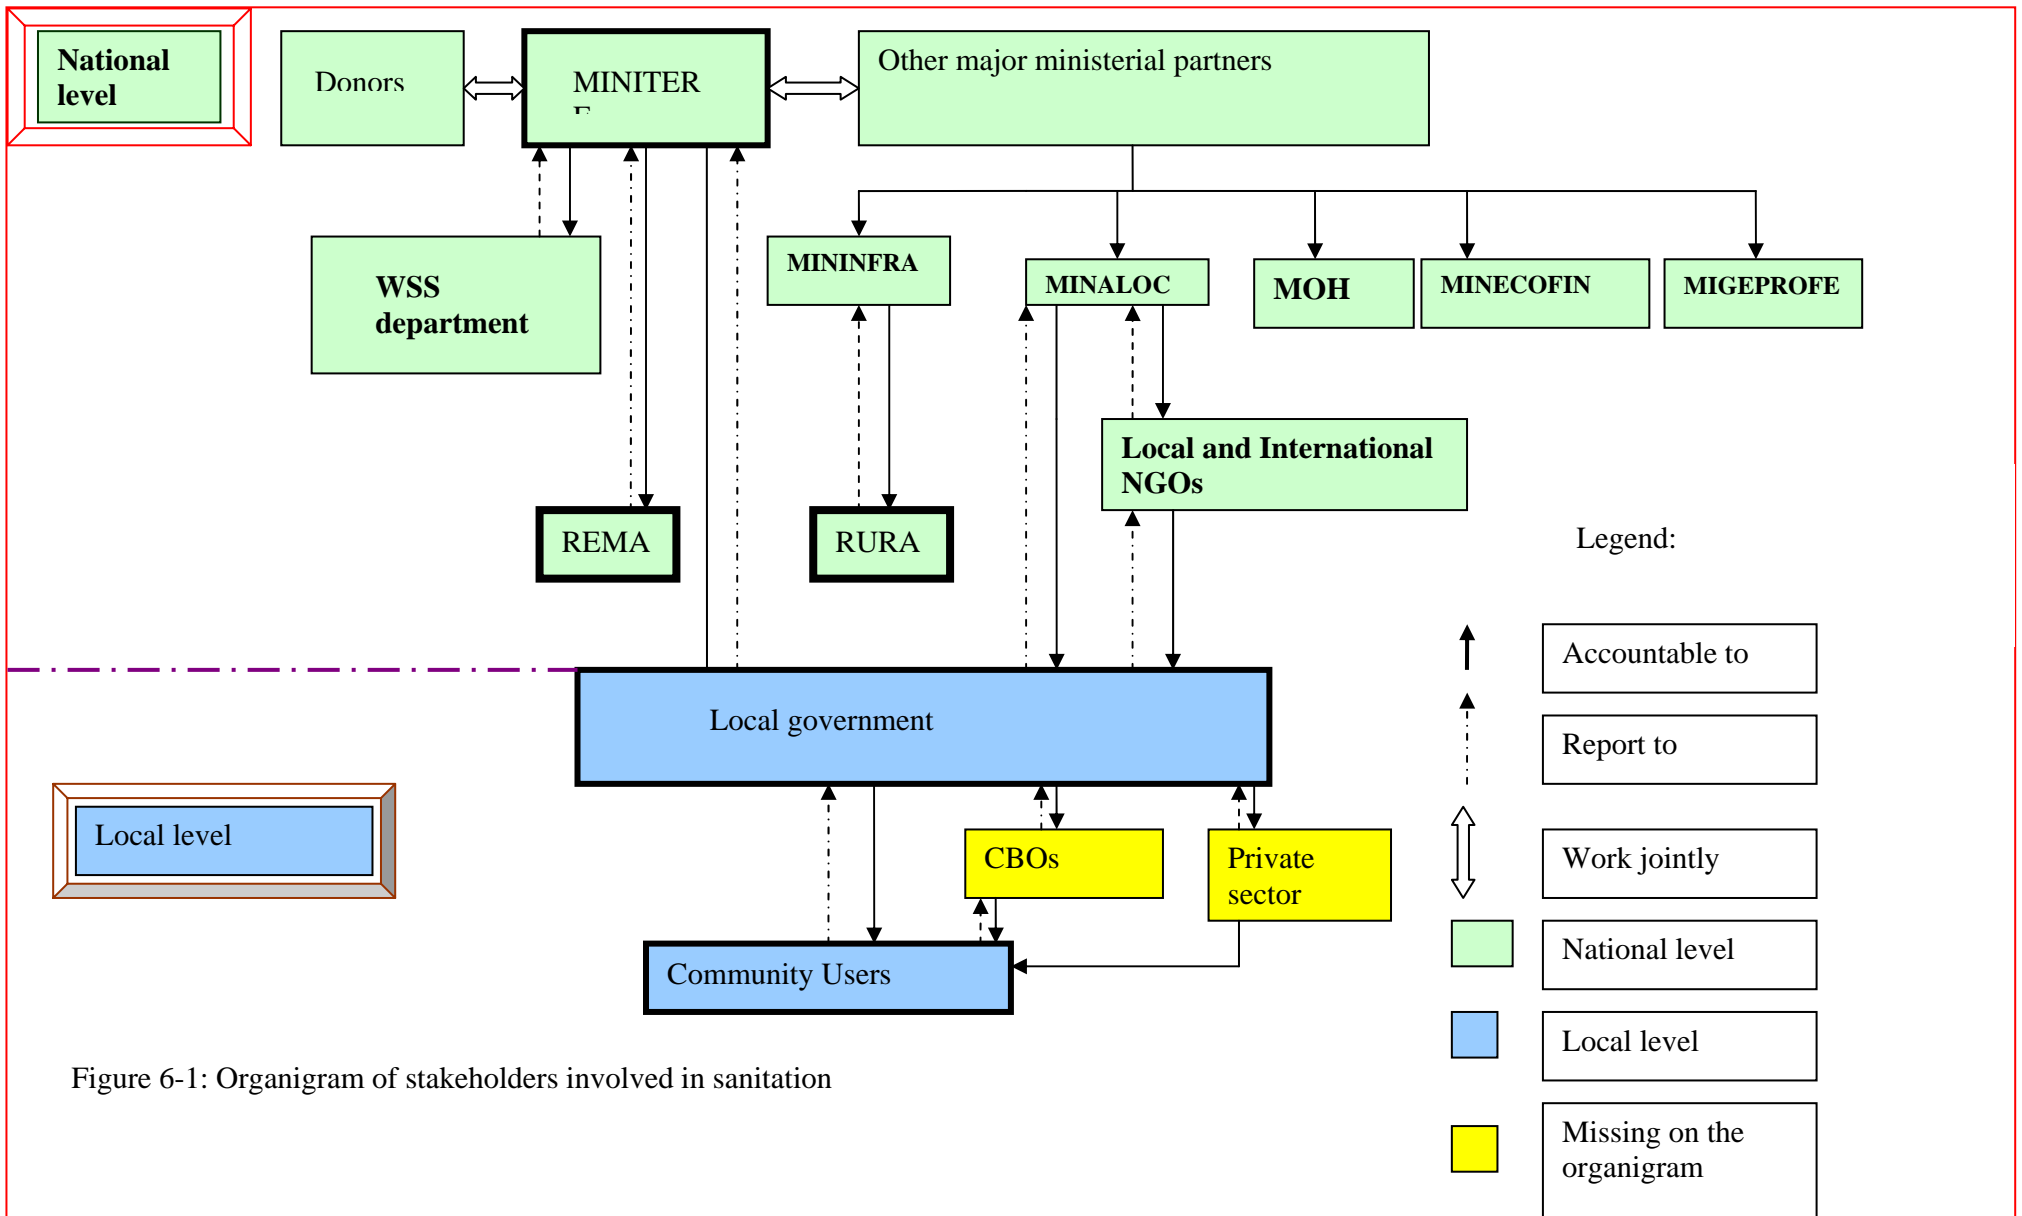 National
level
Donors
MINITER
Other major ministerial partners
WSS
department
MININFRA
MINALOC
MOH
MINECOFIN
MIGEPROFE
Local and International
NGOs
REMA
RURA
Legend:
Accountable to
Report to
Work jointly
National level
Local level
Missing on the
organigram
Local government
Local level
CBOs
Private
sector
Community Users
Figure 6-1: Organigram of stakeholders involved in sanitation